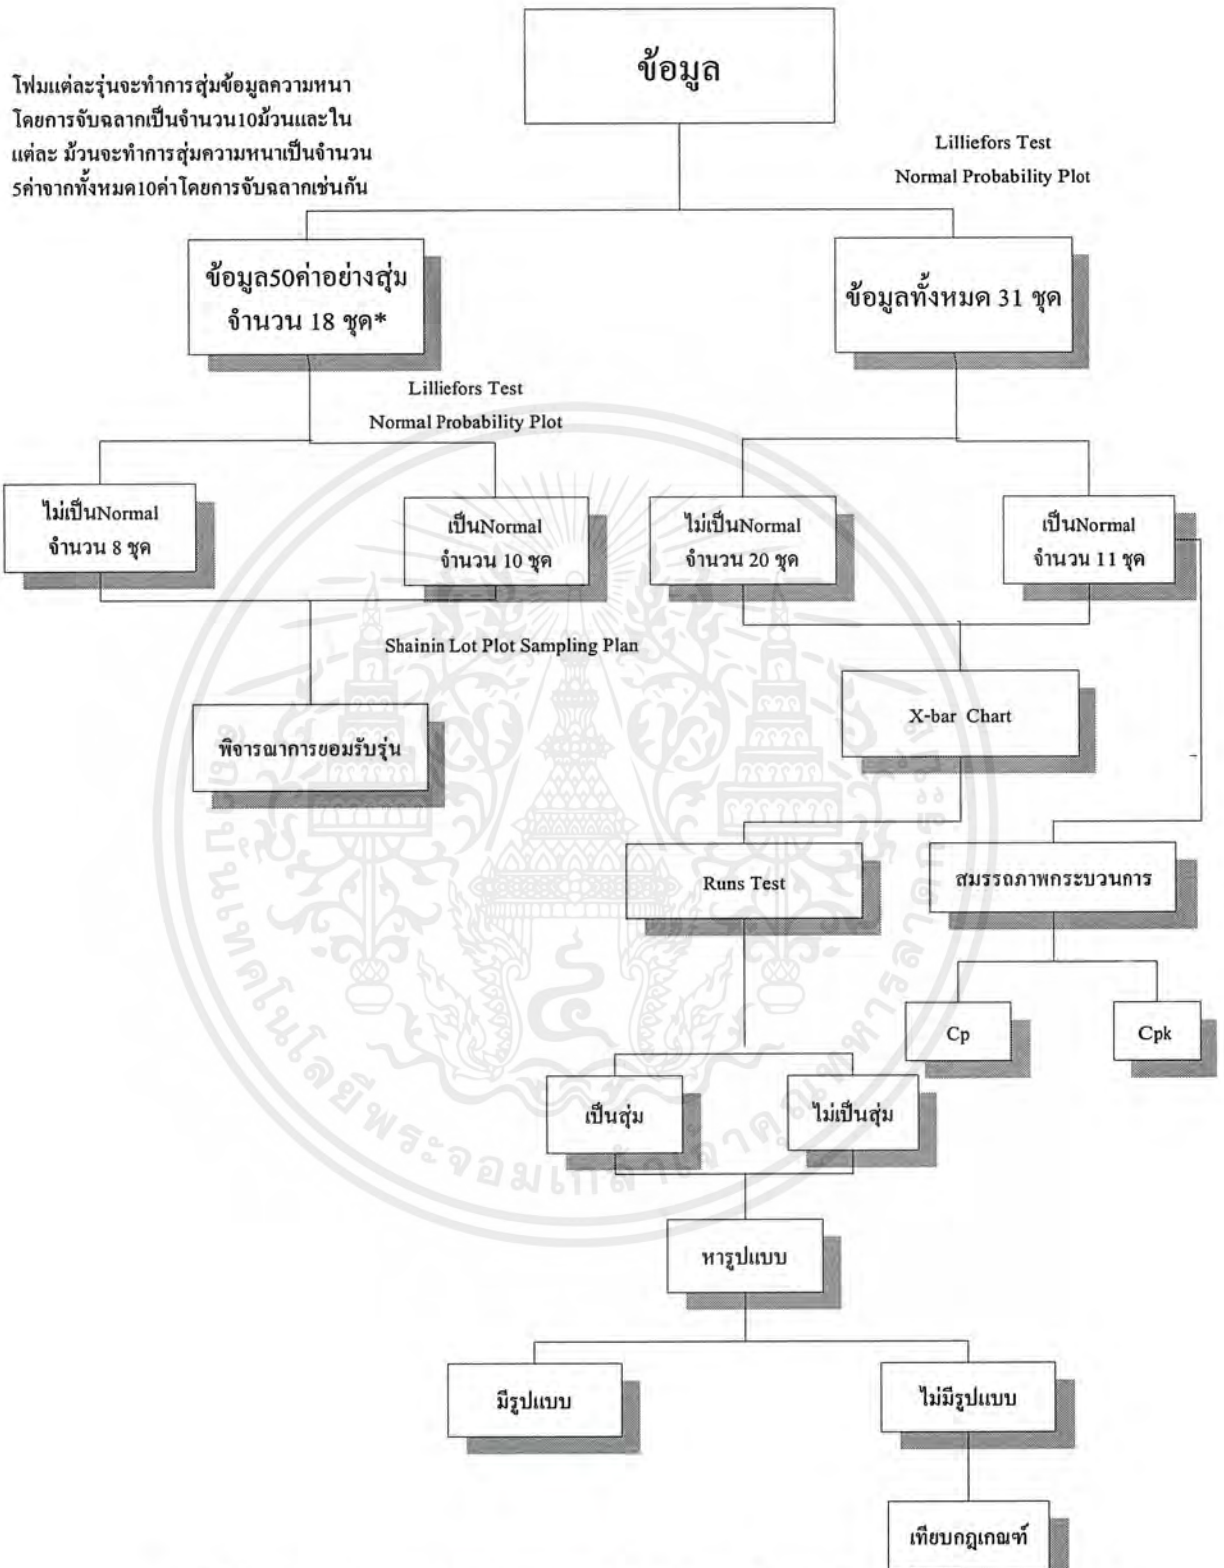 ข้อมูล
โฟมแต่ละรุ่นจะทำการสุ่มข้อมูลความหนา
โดยการจับฉลากเป็นจำนวน10ม้วนและใน
แต่ละ ม้วนจะทำการสุ่มความหนาเป็นจำนวน
5ค่าจากทั้งหมด10ค่าโดยการจับฉลากเช่นกัน
Lilliefors Test
Normal Probability Plot
ข้อมูล50ค่าอย่างสุ่ม
จำนวน 18 ชุด*
ข้อมูลทั้งหมด 31 ชุด
Lilliefors Test
Normal Probability Plot
ไม่เป็นNormal
จำนวน 8 ชุด
เป็นNormal
จำนวน 10 ชุด
ไม่เป็นNormal
จำนวน 20 ชุด
เป็นNormal
จำนวน 11 ชุด
Shainin Lot Plot Sampling Plan
พิจารณาการยอมรับรุ่น
X-bar Chart
Runs Test
สมรรถภาพกระบวนการ
Cp
Cpk
เป็นสุ่ม
ไม่เป็นสุ่ม
หารูปแบบ
มีรูปแบบ
ไม่มีรูปแบบ
เทียบกฎเกณฑ์